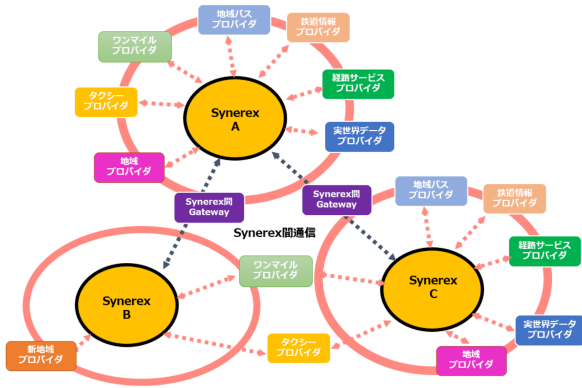 地域バス
プロバイダ
鉄道情報
プロバイダ
ワンマイル
プロバイダ
経路サービス
プロバイダ
タクシー
プロバイダ
Synerex
A
実世界データ
プロバイダ
地域
プロバイダ
Synerex間
Gateway
Synerex間
Gateway
地域バス
プロバイダ
鉄道情報
プロバイダ
Synerex間通信
経路サービス
プロバイダ
ワンマイル
プロバイダ
Synerex
B
Synerex
C
実世界データ
プロバイダ
新地域
プロバイダ
タクシー
プロバイダ
地域
プロバイダ